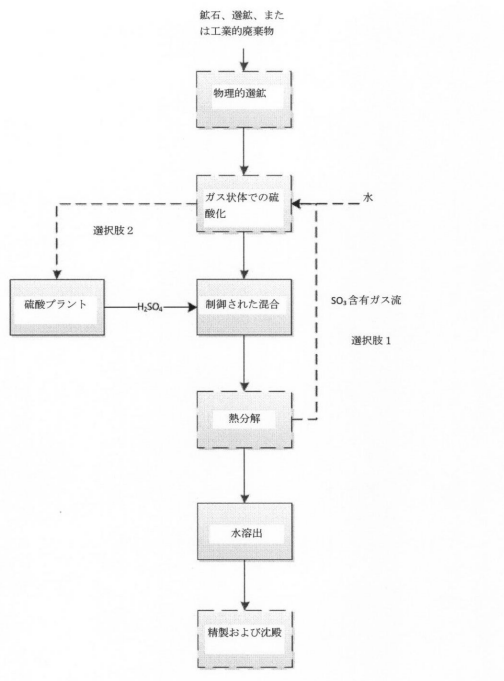 鉱石、選鉱、また
は工業的廃棄物
物理的選鉱
ガス状体での硫
酸化
水
選択肢2
硫酸プラント
H₂SO₄
制御された混合
SO₃含有ガス流
選択肢1
熱分解
水溶出
精製および沈殿